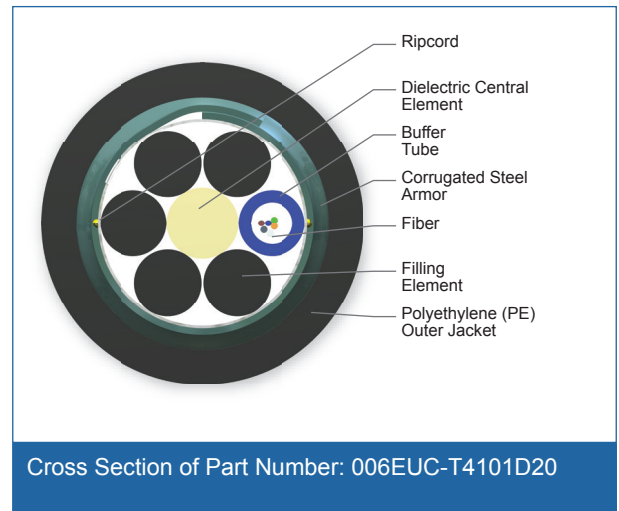 Ripcord
Dielectric Central
Element
Buffer
Tube
Corrugated Steel
Armor
Fiber
Filling
Element
Polyethylene (PE)
Outer Jacket
Cross Section of Part Number: 006EUC-T4101D20